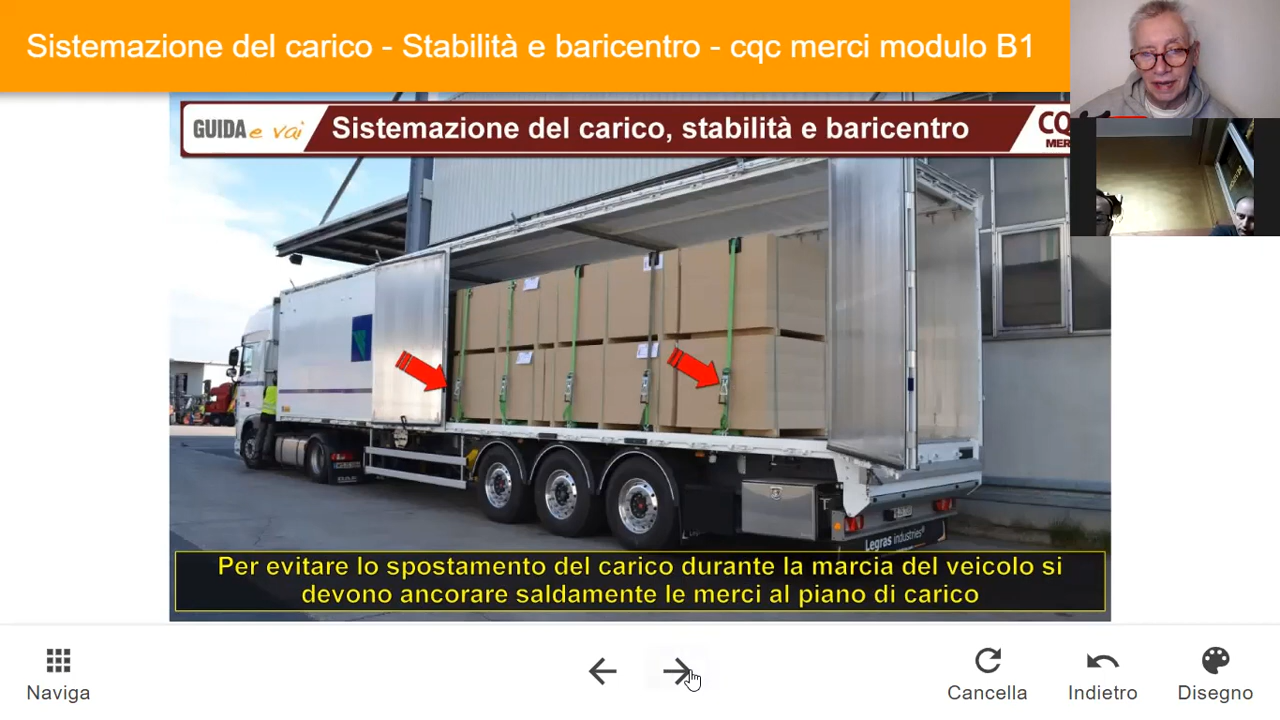 Sistemazione del carico - Stabilità e baricentro - cqc merci modulo B1
GUIDA e vai
Sistemazione del carico, stabilità e baricentro
CQ
MER
Legras industries
Per evitare lo spostamento del carico durante la marcia del veicolo si
devono ancorare saldamente le merci al piano di carico
Naviga
Cancella
Indietro
Disegno